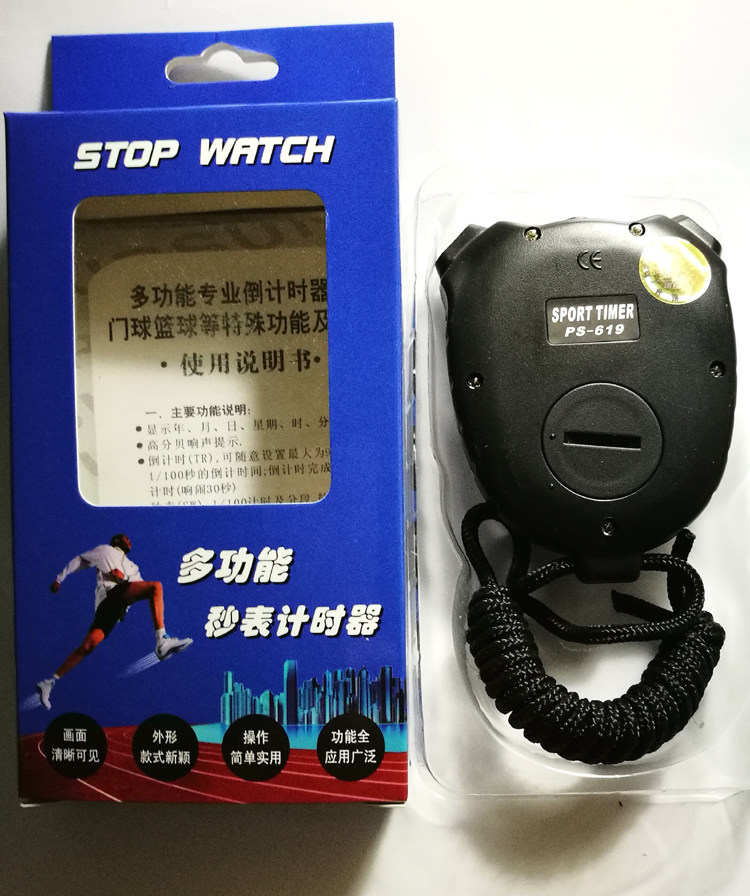 STOP WATCH
多功能专业倒计时器
门球篮球等特殊功能及
·使用说明书·
一、主要功能说明:
●显示年、月、日、星期、时、分
●高分贝响声提示.
●倒计时(TR),可随意设置最大为
1/100秒的倒计时间;倒计时完成
计时(响闹30秒)
多功能
秒表计时器
画面
清晰可见
外形
款式新颖
操作
简单实用
功能全
应用广泛
CE
SPORT TIMER
PS-619